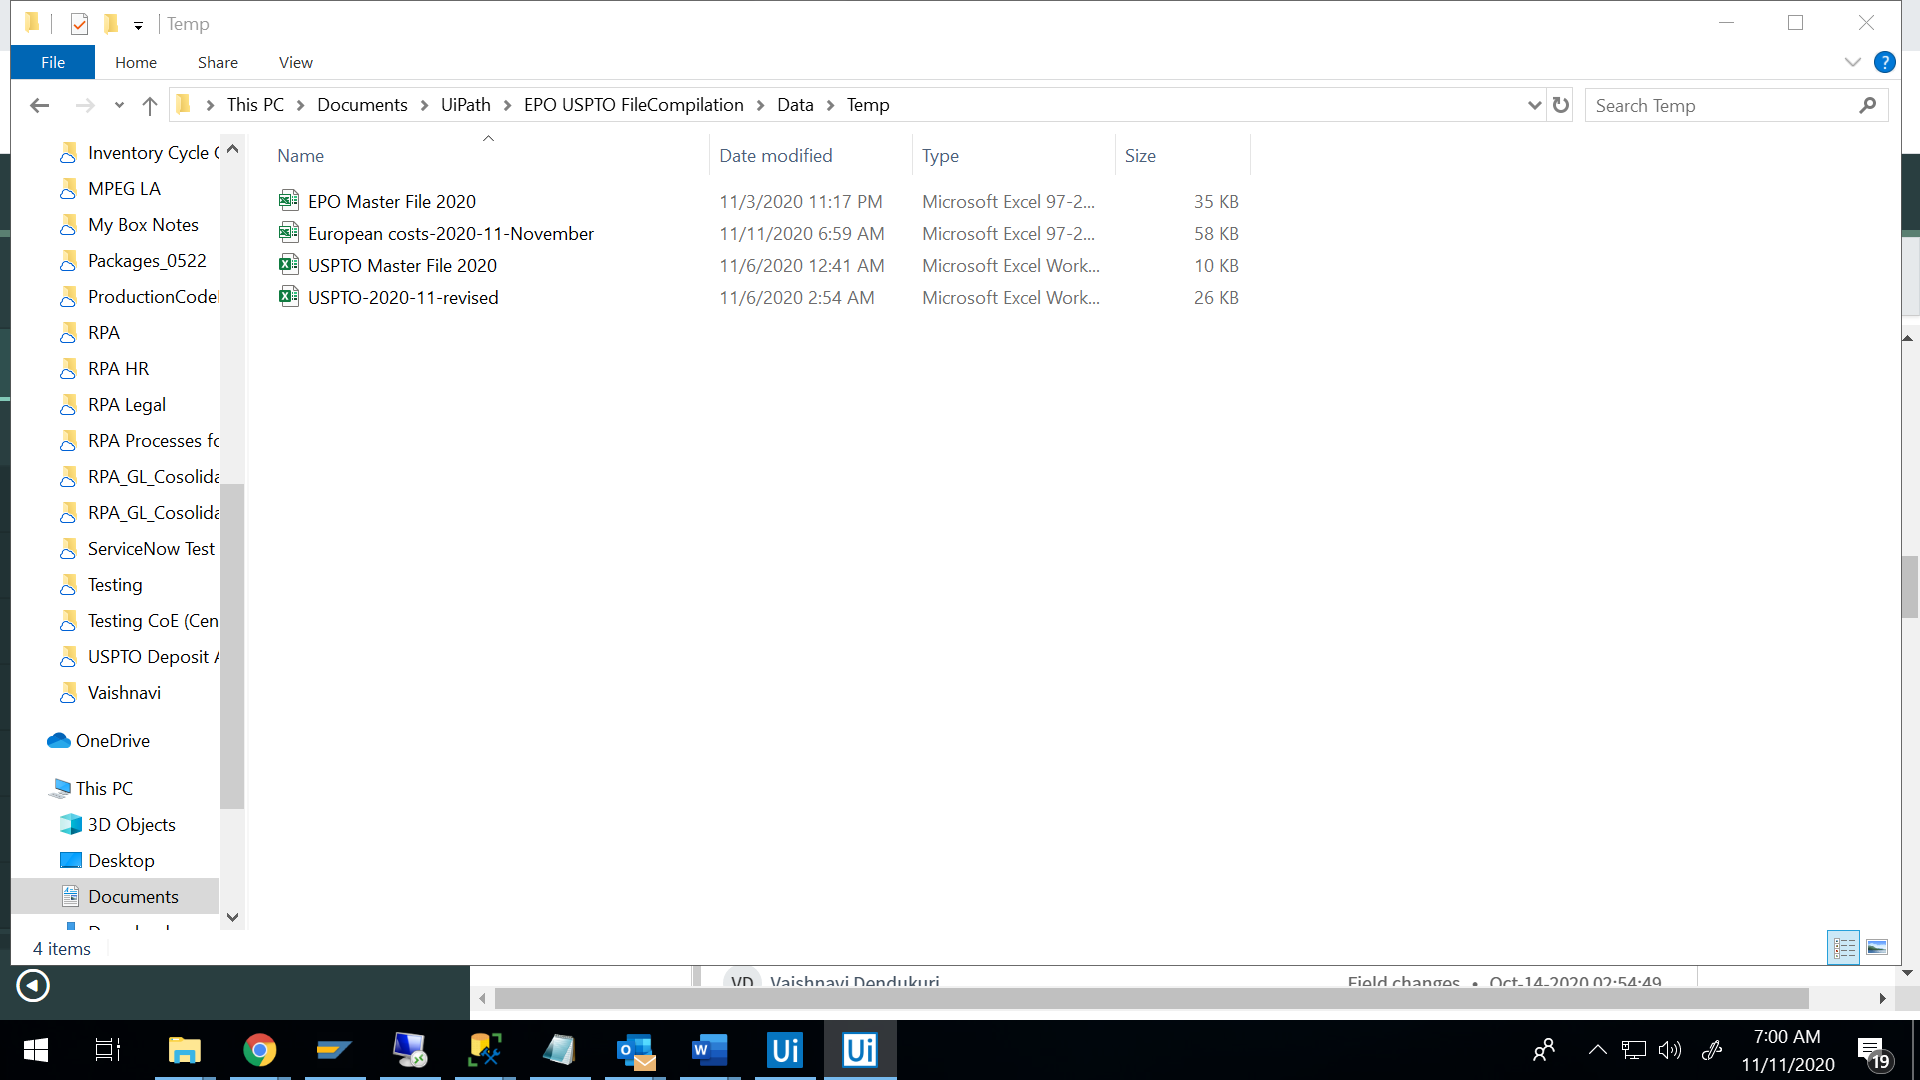 Temp
File Home Share View
This PC Documents UiPath EPO USPTO FileCompilation Data Temp
Search Temp
Name Date modified Type Size
EPO Master File 2020 11/3/2020 11:17 PM Microsoft Excel 97-2... 35 KB
European costs-2020-11-November 11/11/2020 6:59 AM Microsoft Excel 97-2... 58 KB
USPTO Master File 2020 11/6/2020 12:41 AM Microsoft Excel Work... 10 KB
USPTO-2020-11-revised 11/6/2020 2:54 AM Microsoft Excel Work... 26 KB
Inventory Cycle
MPEG LA
My Box Notes
Packages_0522
ProductionCode
RPA
RPA HR
RPA Legal
RPA Processes fo
RPA_GL_Cosolida
RPA_GL_Cosolida
ServiceNow Test
Testing
Testing CoE (Cen
USPTO Deposit
Vaishnavi
OneDrive
This PC
3D Objects
Desktop
Documents
4 items
VD Vaishnavi Dendukuri Field changes • Oct-14-2020 02:54:49
7:00 AM
11/11/2020
19